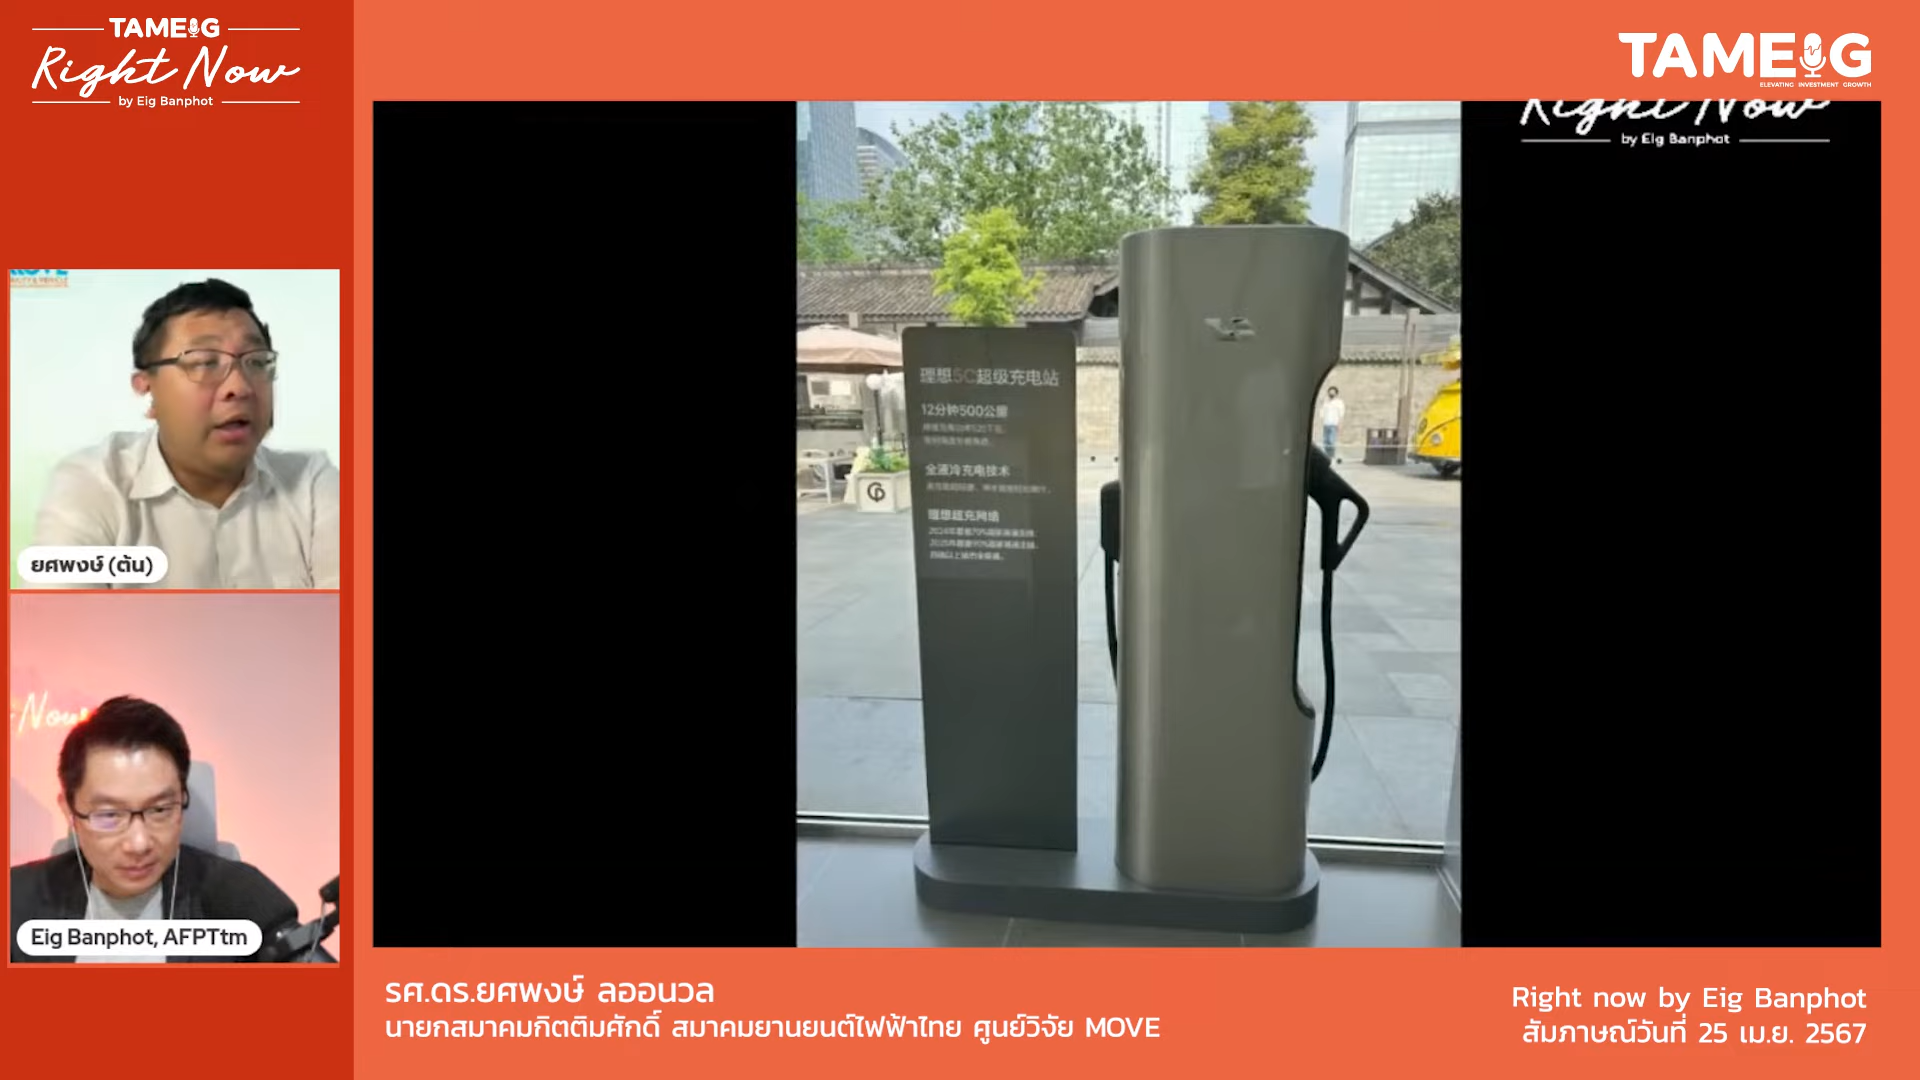 TAMEIG
Right Now
by Eig Banphot
TAMEIG
ELEVATING INVESTMENT GROWTH
Right Now
by Eig Banphot
理想5C超级充电站
12分钟500公里
全液冷充电技术
理想超充网络
ยศพงษ์ (ต้น)
Now
Eig Banphot, AFPTtm
รศ.ดร.ยศพงษ์ ลออนวล
นายกสมาคมกิตติมศักดิ์ สมาคมยานยนต์ไฟฟ้าไทย ศูนย์วิจัย MOVE
Right now by Eig Banphot
สัมภาษณ์วันที่ 25 เม.ย. 2567